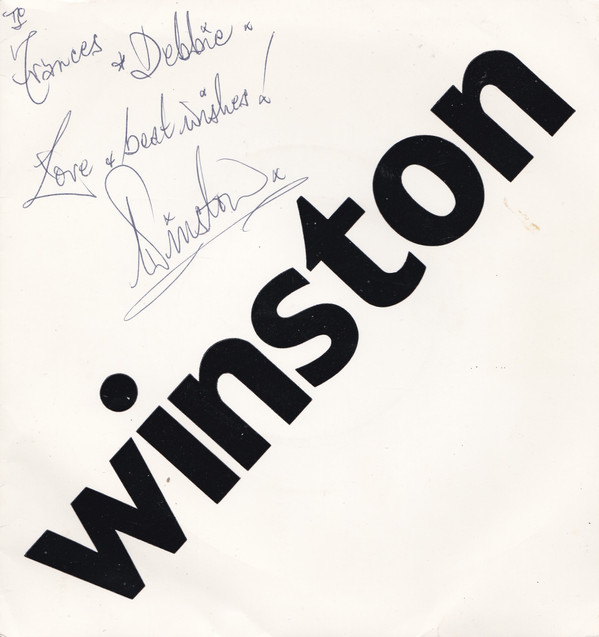 To
Frances & Debbie.
Love & best wishes!
Winston x
winston